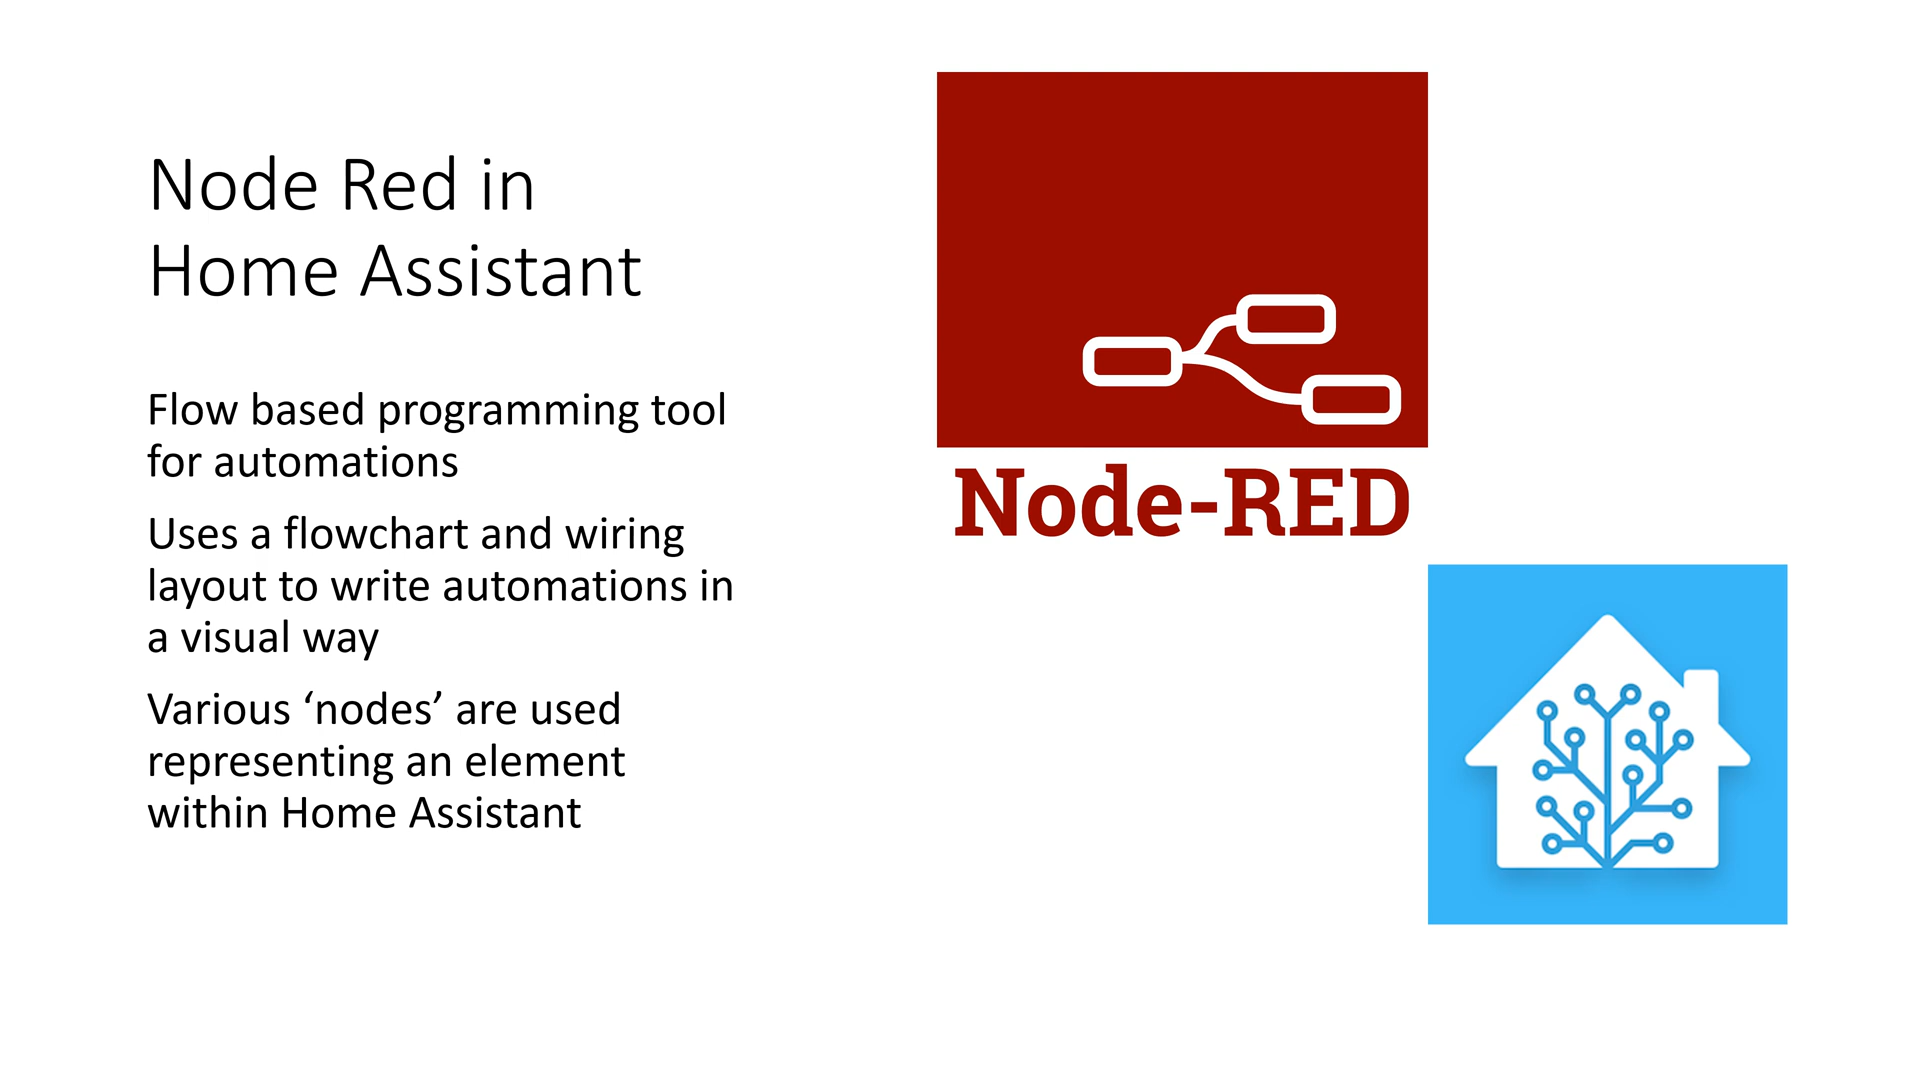 Node Red in
Home Assistant
Flow based programming tool
for automations
Uses a flowchart and wiring
layout to write automations in
a visual way
Various ‘nodes’ are used
representing an element
within Home Assistant
Node-RED